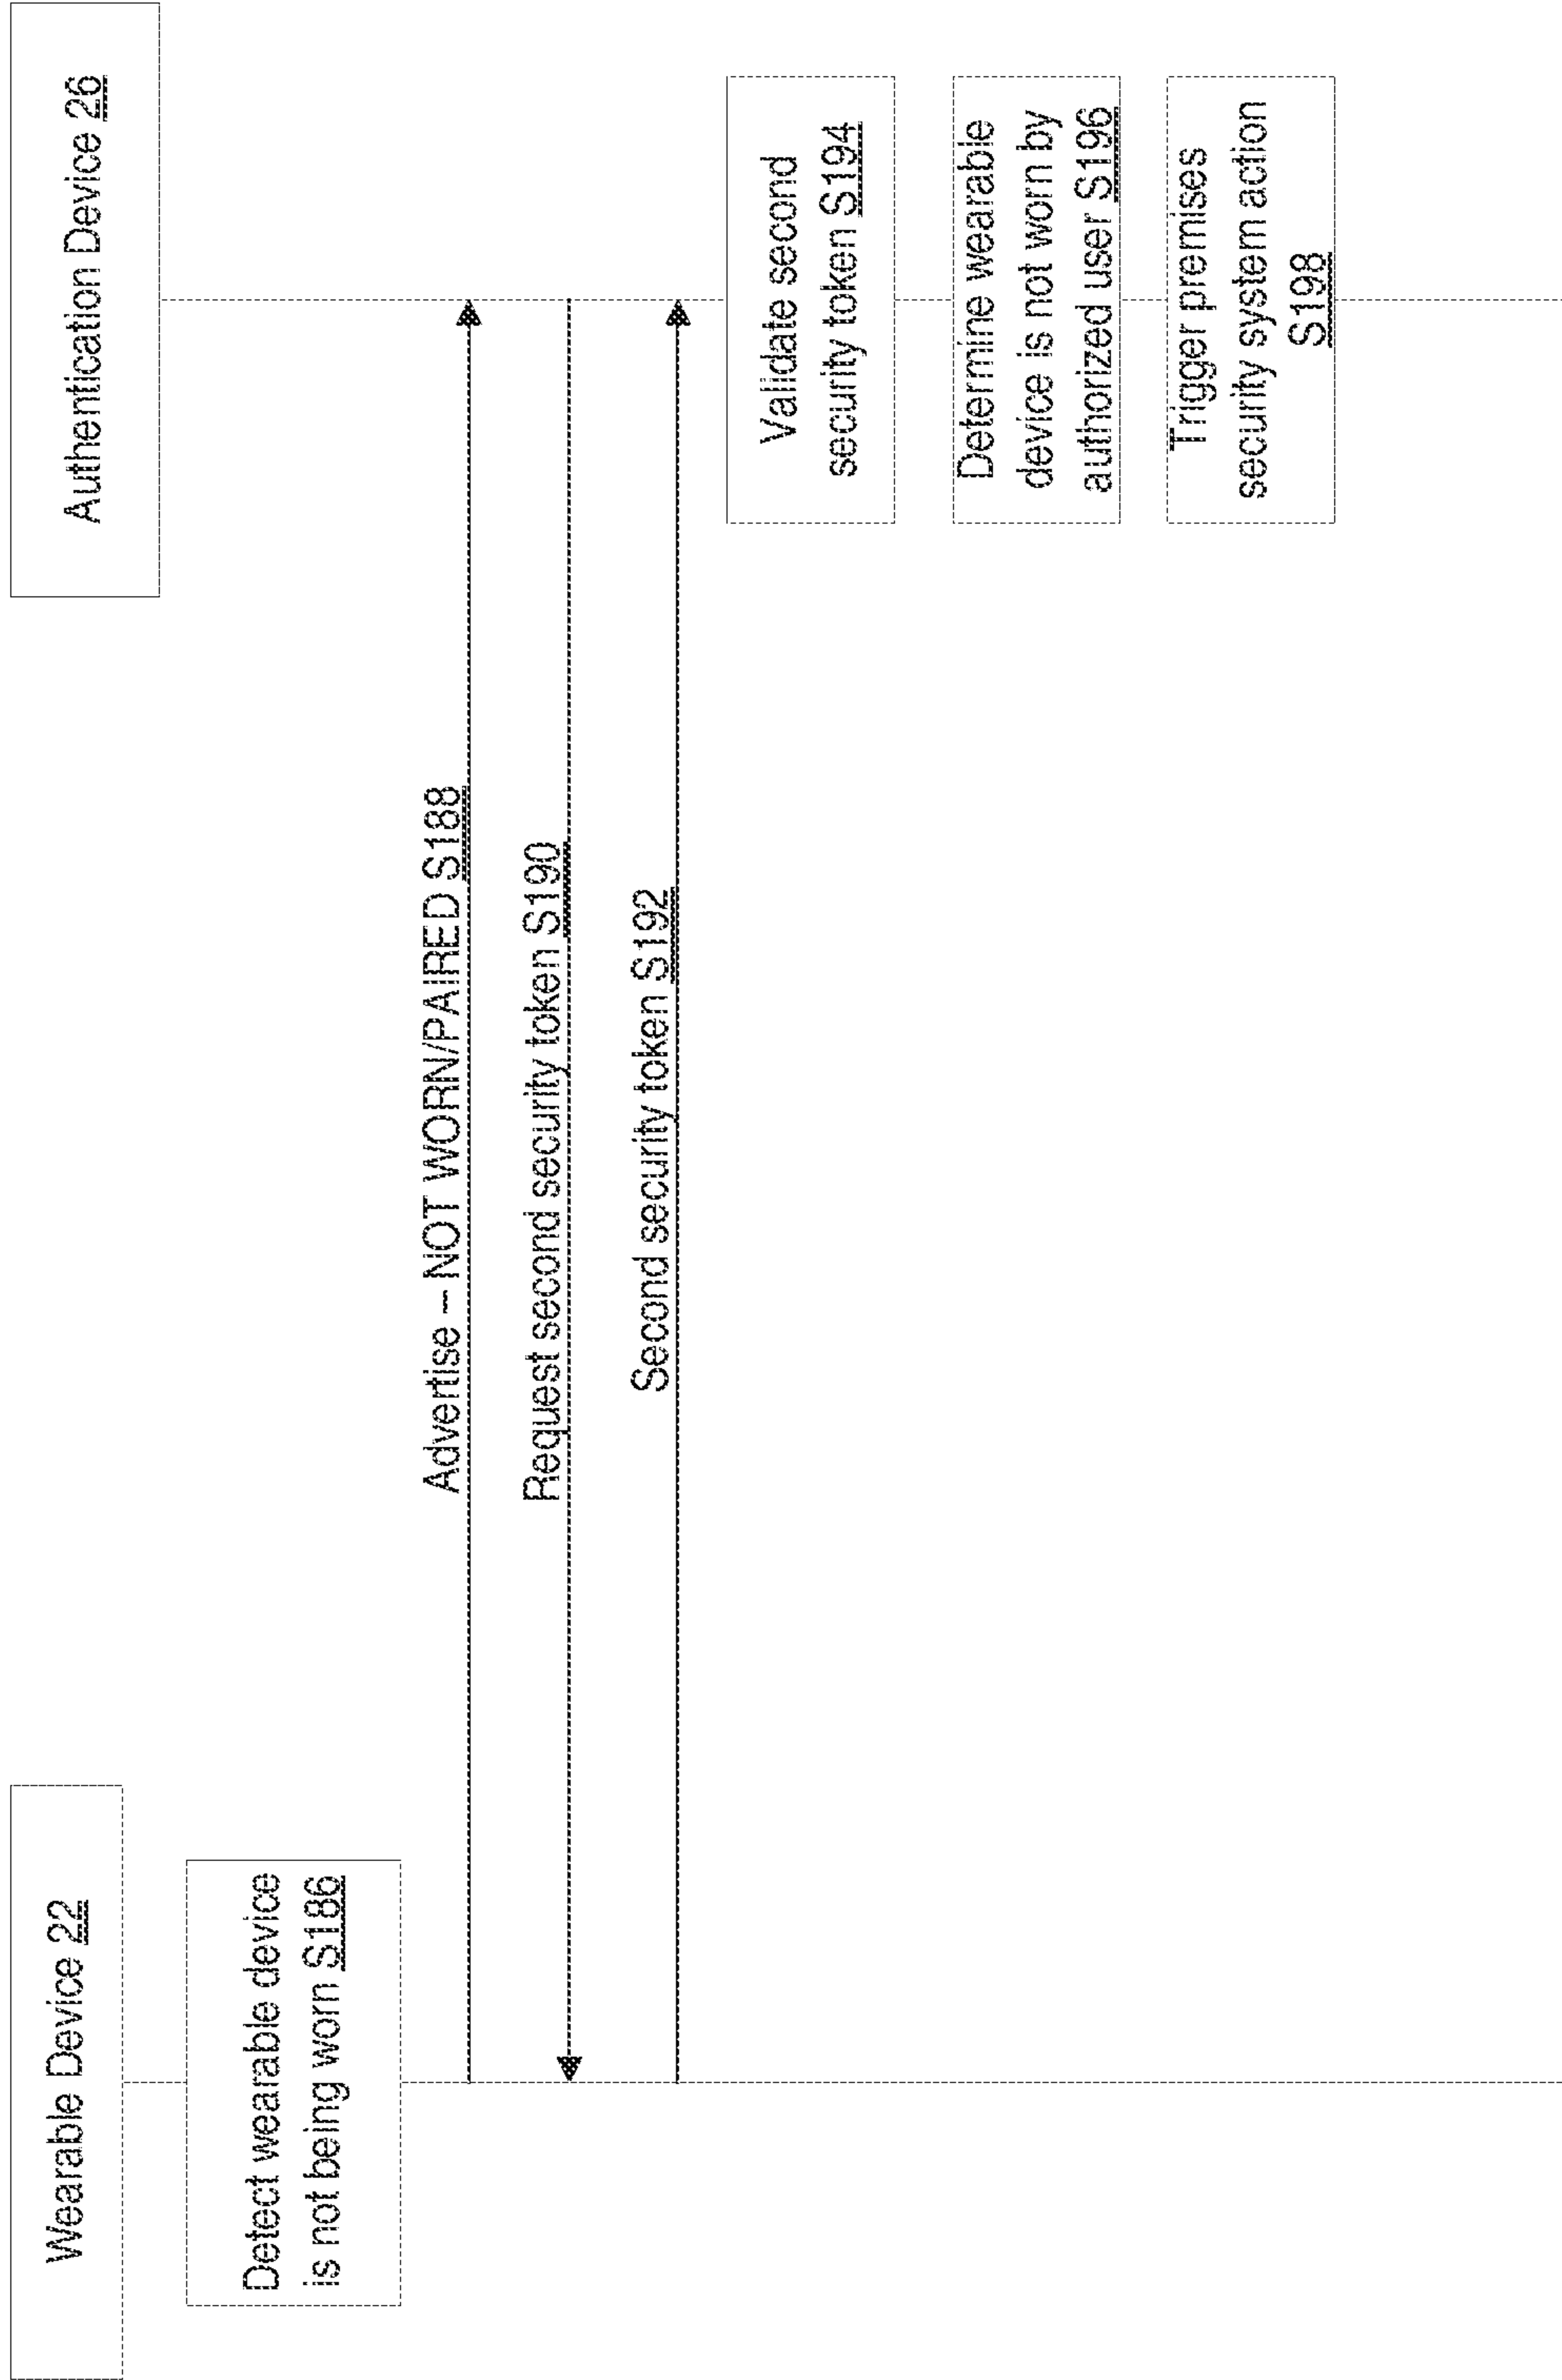 Wearable Device 22
Authentication Device 26
Detect wearable device
is not being worn S186
Advertise – NOT WORN/PAIRED S188
Request second security token S190
Second security token S192
Validate second
security token S194
Determine wearable
device is not worn by
authorized user S196
Trigger premises
security system action
S198